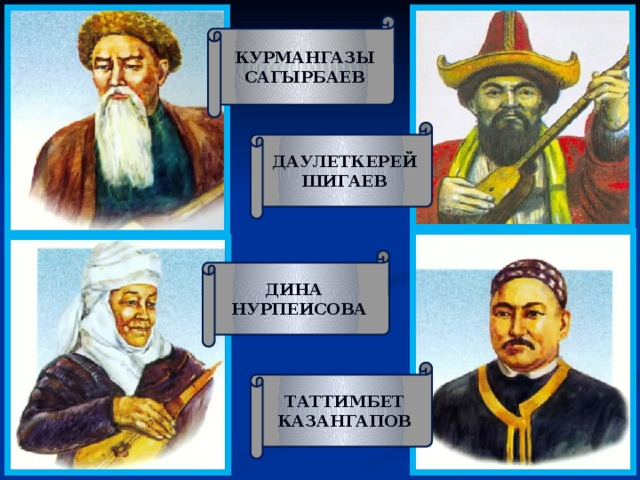 КУРМАНГАЗЫ
САГЫРБАЕВ
ДАУЛЕТКЕРЕЙ
ШИГАЕВ
ДИНА
НУРПЕИСОВА
ТАТТИМБЕТ
КАЗАНГАПОВ